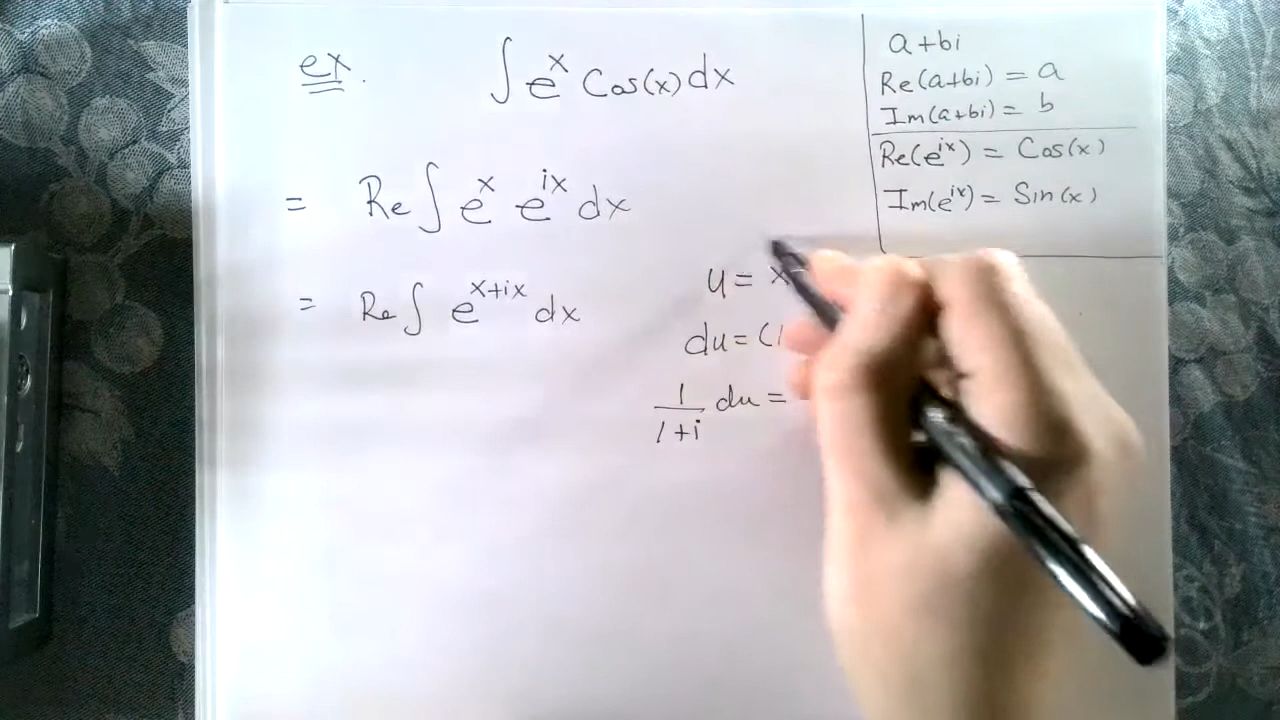 ex. ∫ e^x Cos(x) dx
= Re ∫ e^x e^{ix} dx
= Re ∫ e^{x+ix} dx
u = x
du = (1
1/(1+i) du =
a+bi
Re(a+bi) = a
Im(a+bi) = b
Re(e^{ix}) = Cos(x)
Im(e^{ix}) = Sin(x)